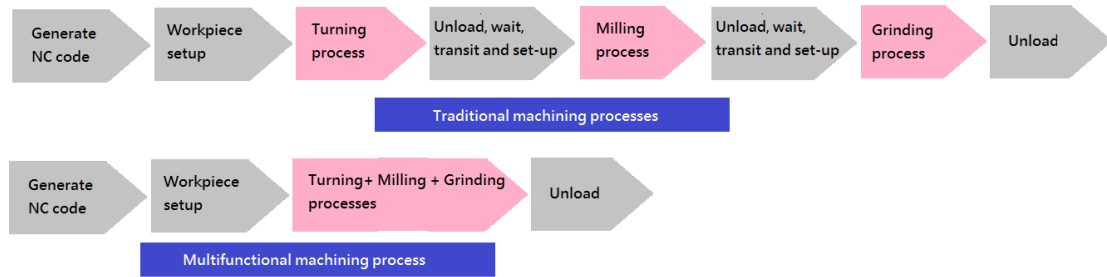 Generate
NC code
Workpiece
setup
Turning
process
Unload, wait,
transit and set-up
Milling
process
Unload, wait,
transit and set-up
Grinding
process
Unload
Traditional machining processes
Generate
NC code
Workpiece
setup
Turning+ Milling + Grinding
processes
Unload
Multifunctional machining process